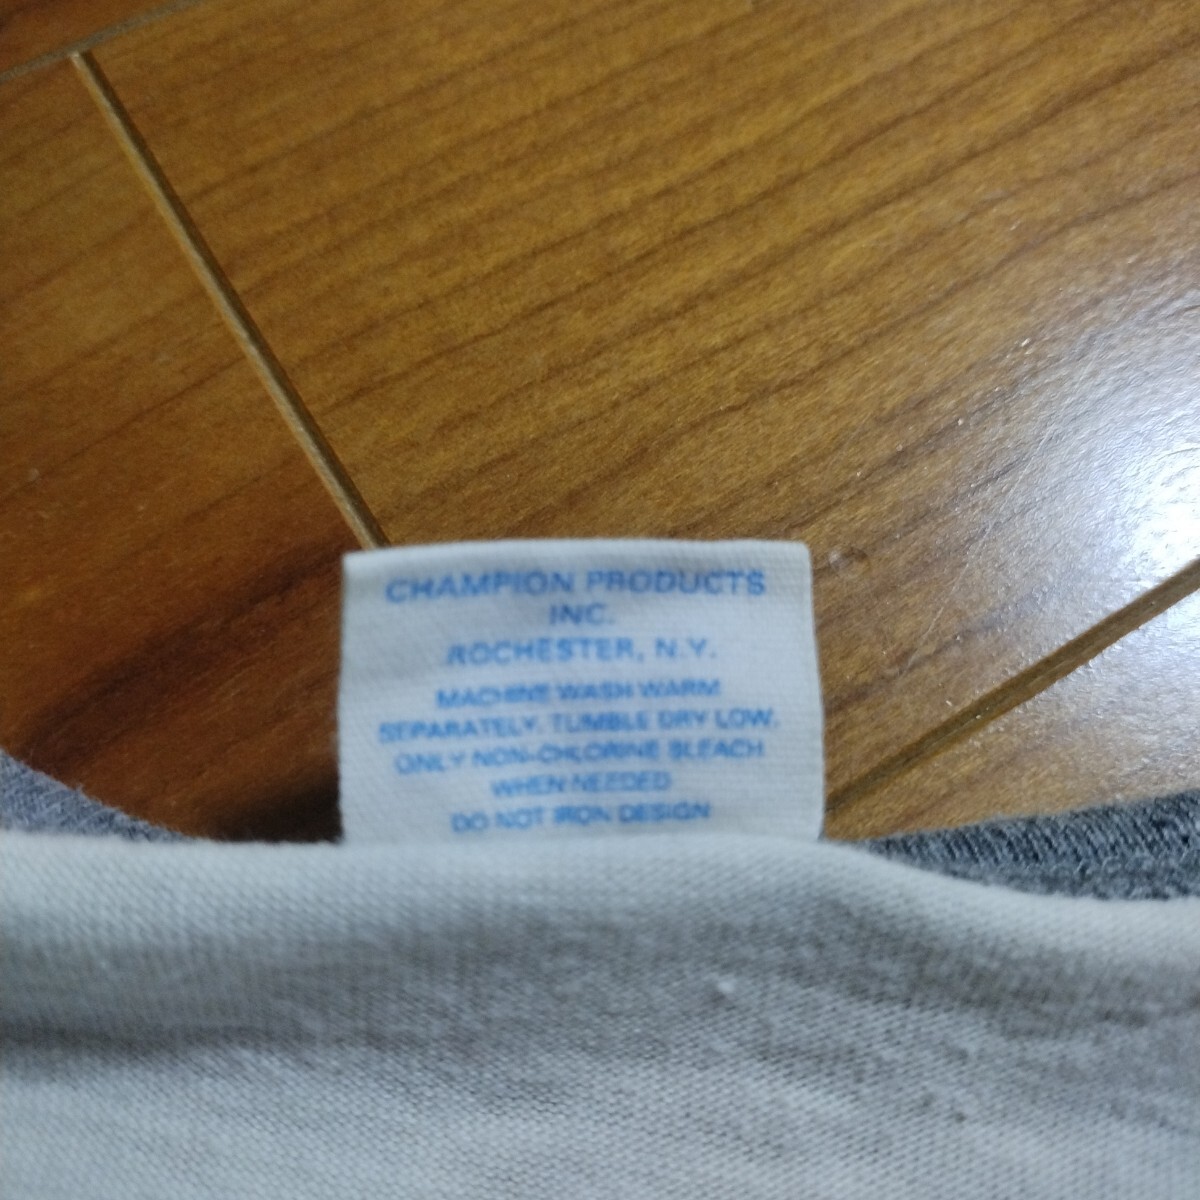 CHAMPION PRODUCTS
INC.
ROCHESTER, N.Y.
MACHINE WASH WARM
SEPARATELY. TUMBLE DRY LOW.
ONLY NON-CHLORINE BLEACH
WHEN NEEDED
DO NOT IRON DESIGN